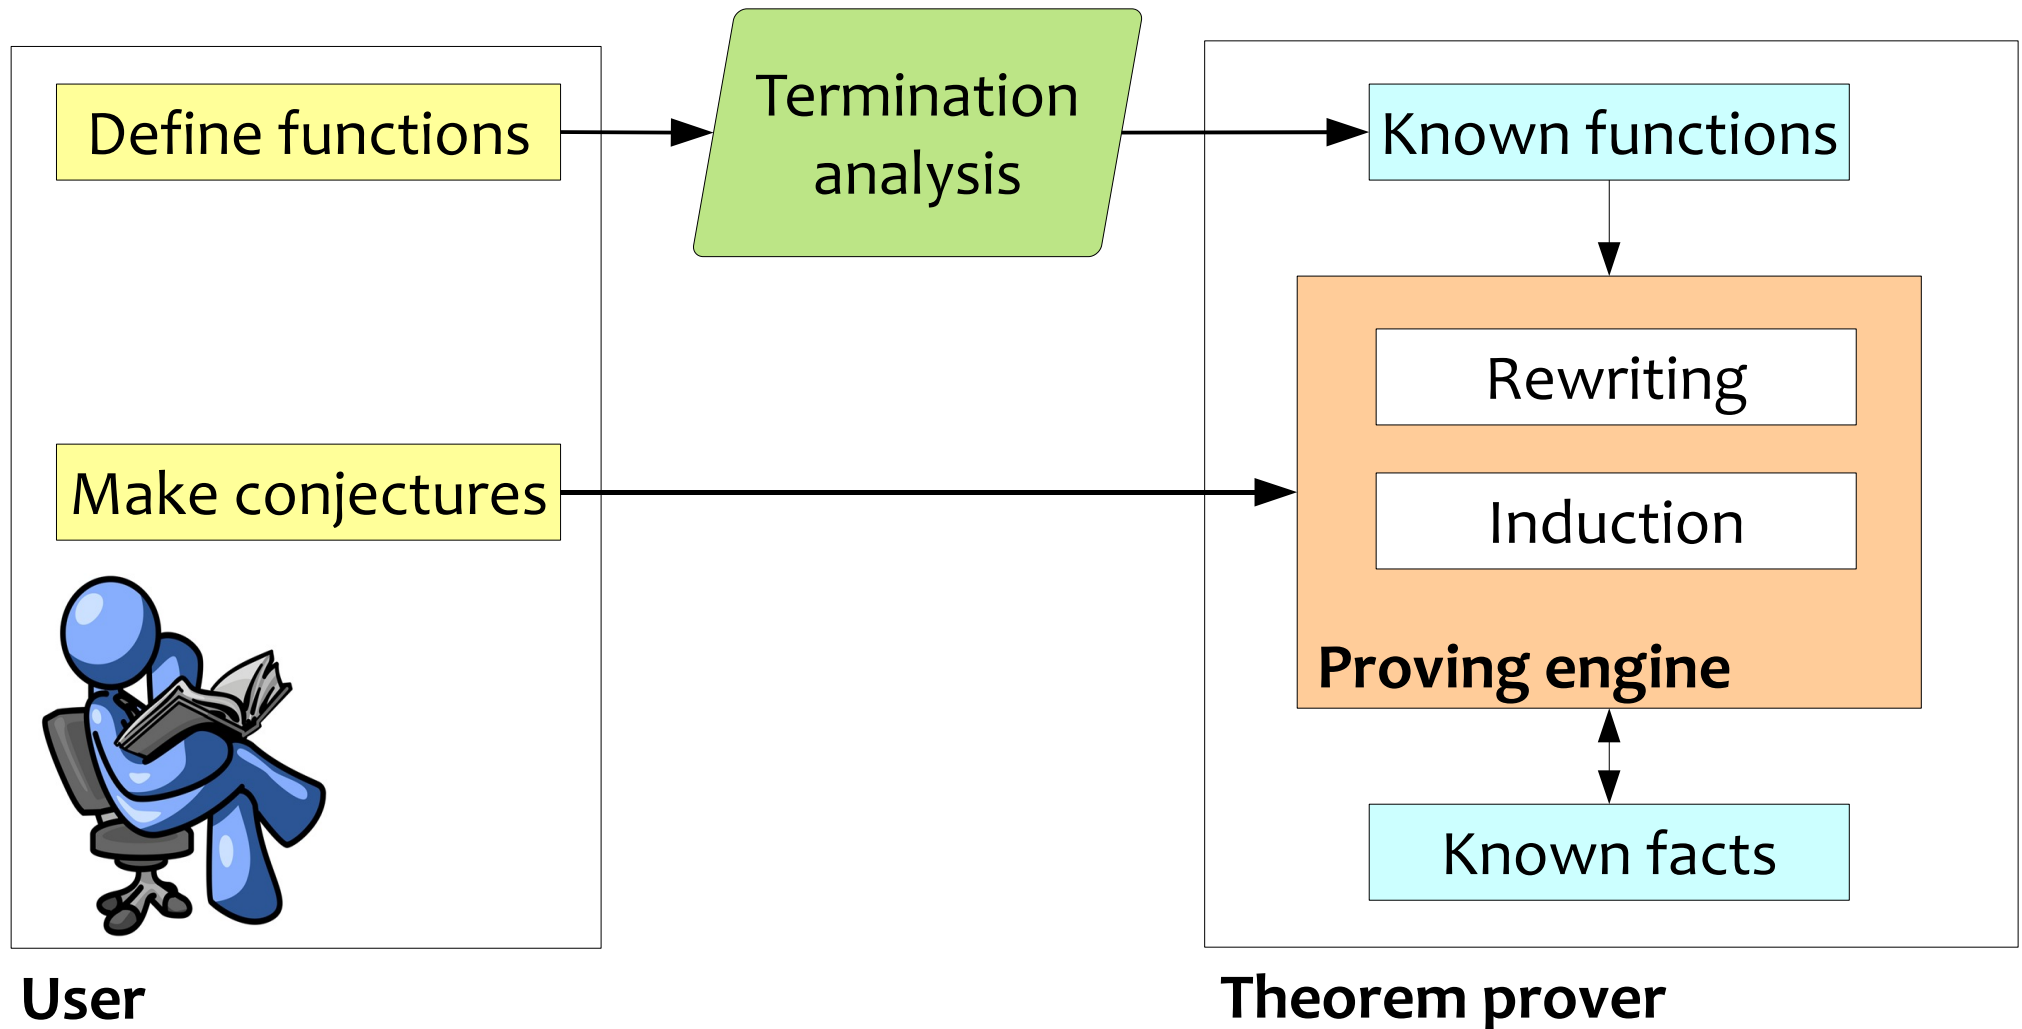 Define functions
Termination
analysis
Known functions
Rewriting
Make conjectures
Induction
Proving engine
Known facts
User
Theorem prover